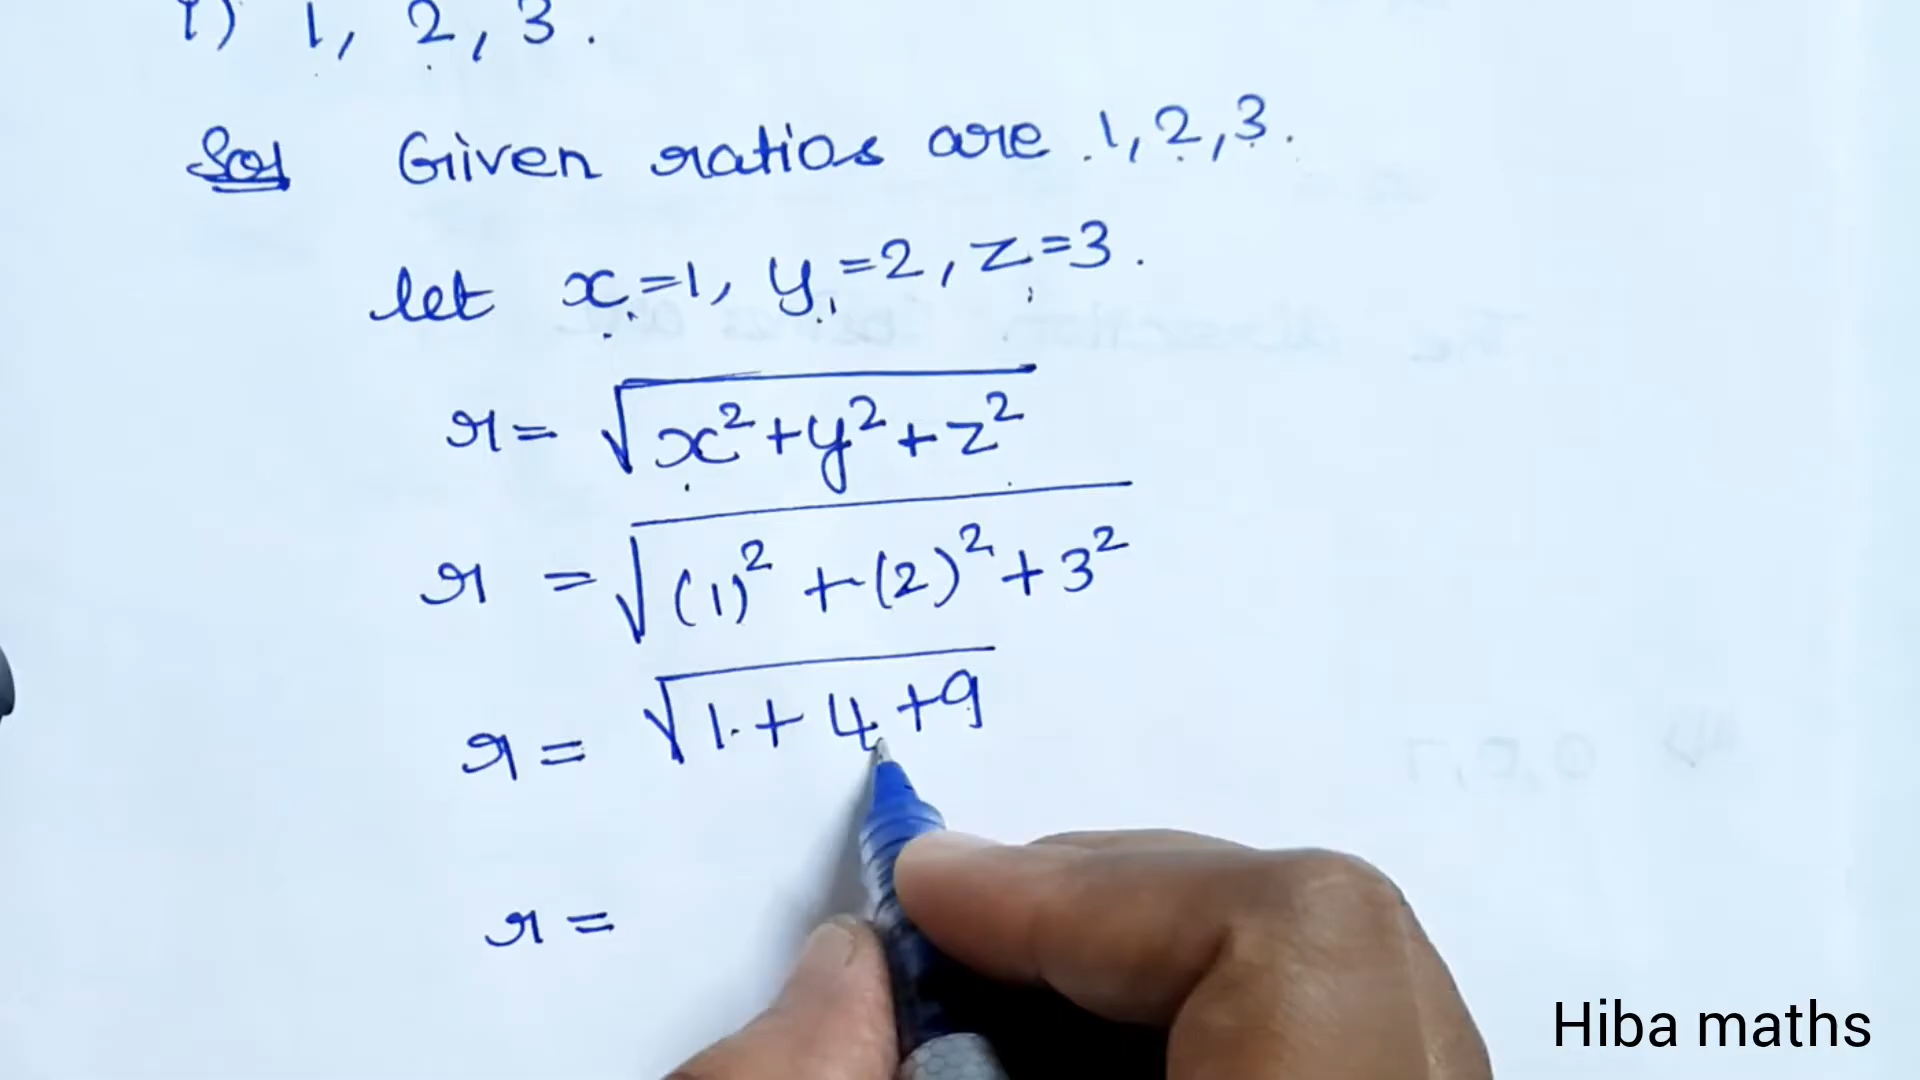 i) 1, 2, 3.
Sol Given ratios are 1, 2, 3.
let x=1, y=2, z=3.
r= √x²+y²+z²
r = √(1)²+(2)²+3²
r = √1+4+9
r =
Hiba maths